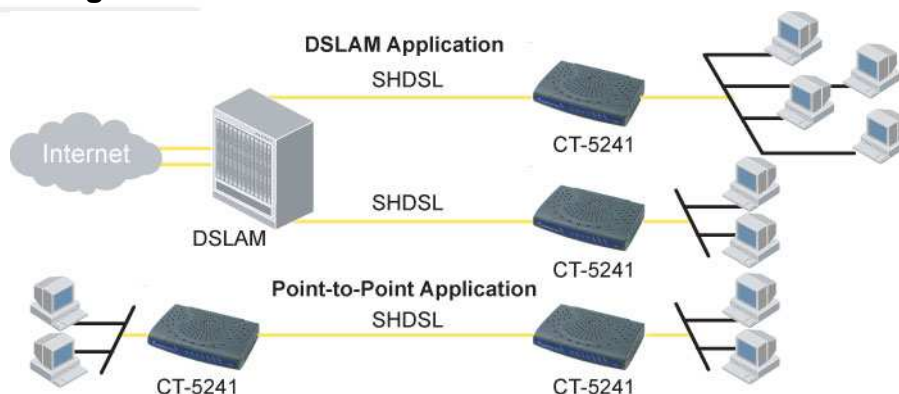 DSLAM Application
SHDSL
CT-5241
Internet
DSLAM
SHDSL
CT-5241
Point-to-Point Application
SHDSL
CT-5241
CT-5241